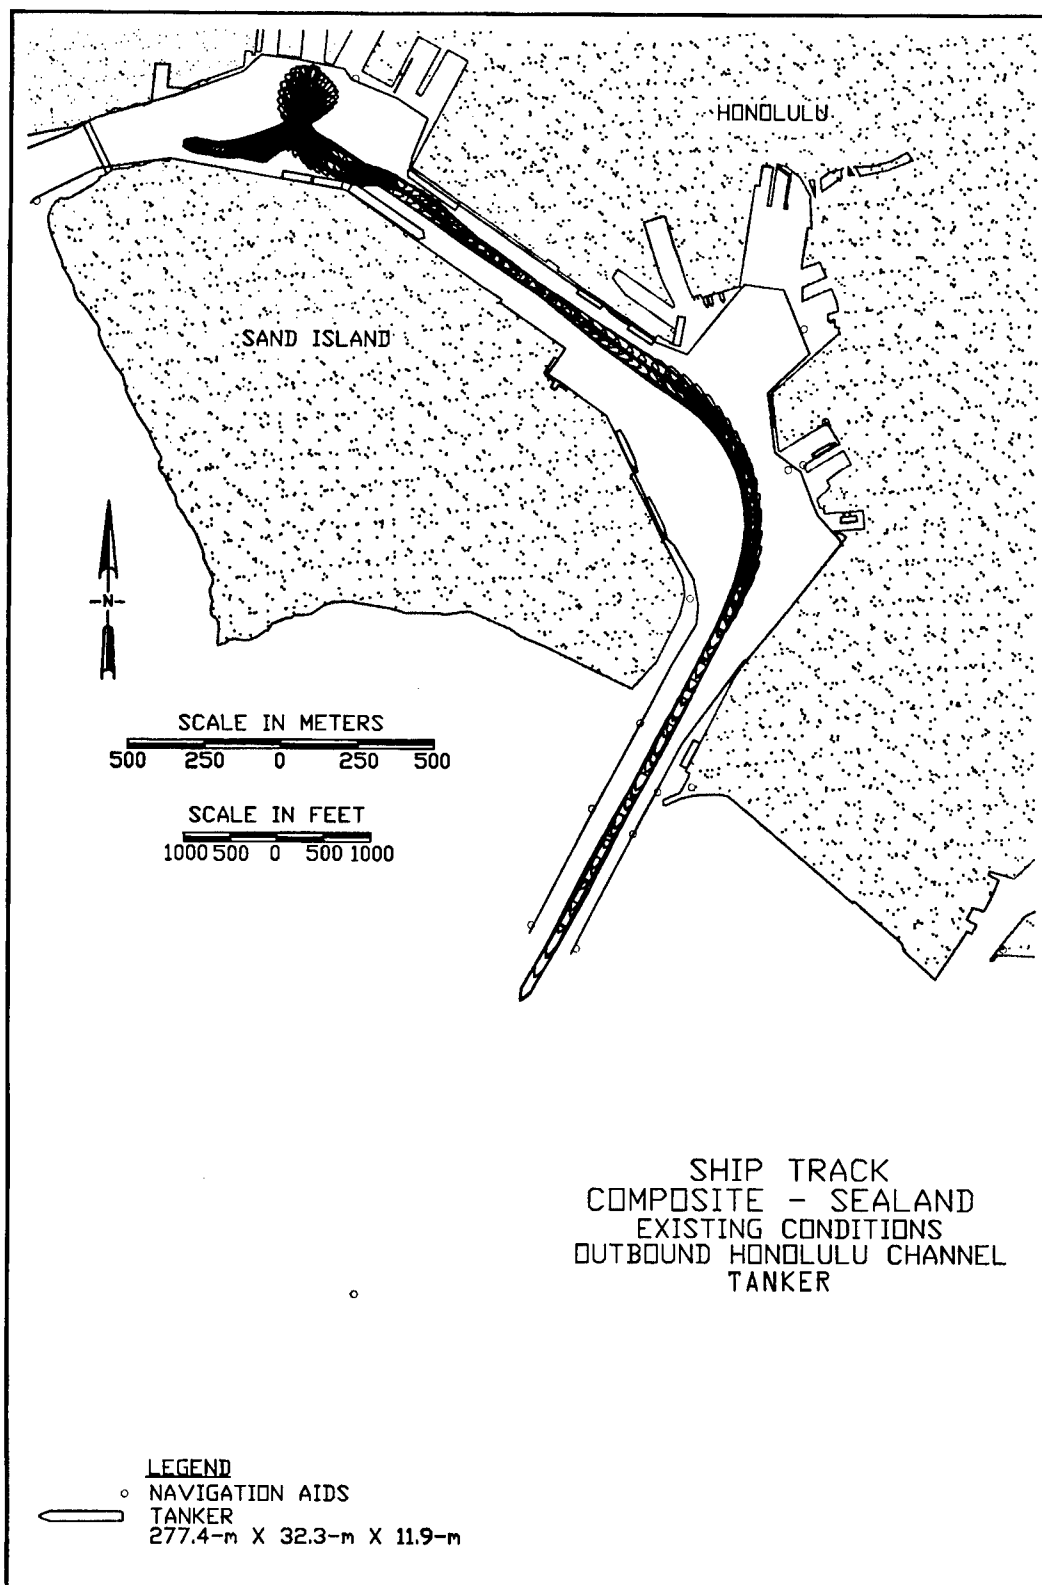 HONOLULU
SAND ISLAND
N
SCALE IN METERS
500 250 0 250 500
SCALE IN FEET
1000 500 0 500 1000
SHIP TRACK
COMPOSITE - SEALAND
EXISTING CONDITIONS
OUTBOUND HONOLULU CHANNEL
TANKER
LEGEND
NAVIGATION AIDS
TANKER
277.4-m X 32.3-m X 11.9-m